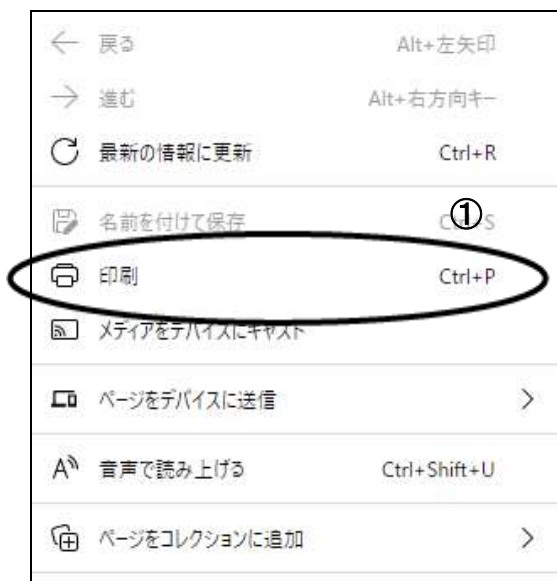 戻る Alt+左矢印
進む Alt+右方向キー
最新の情報に更新 Ctrl+R
①
名前を付けて保存 Ctrl+S
印刷 Ctrl+P
メディアをデバイスにキャスト
ページをデバイスに送信
音声で読み上げる Ctrl+Shift+U
ページをコレクションに追加